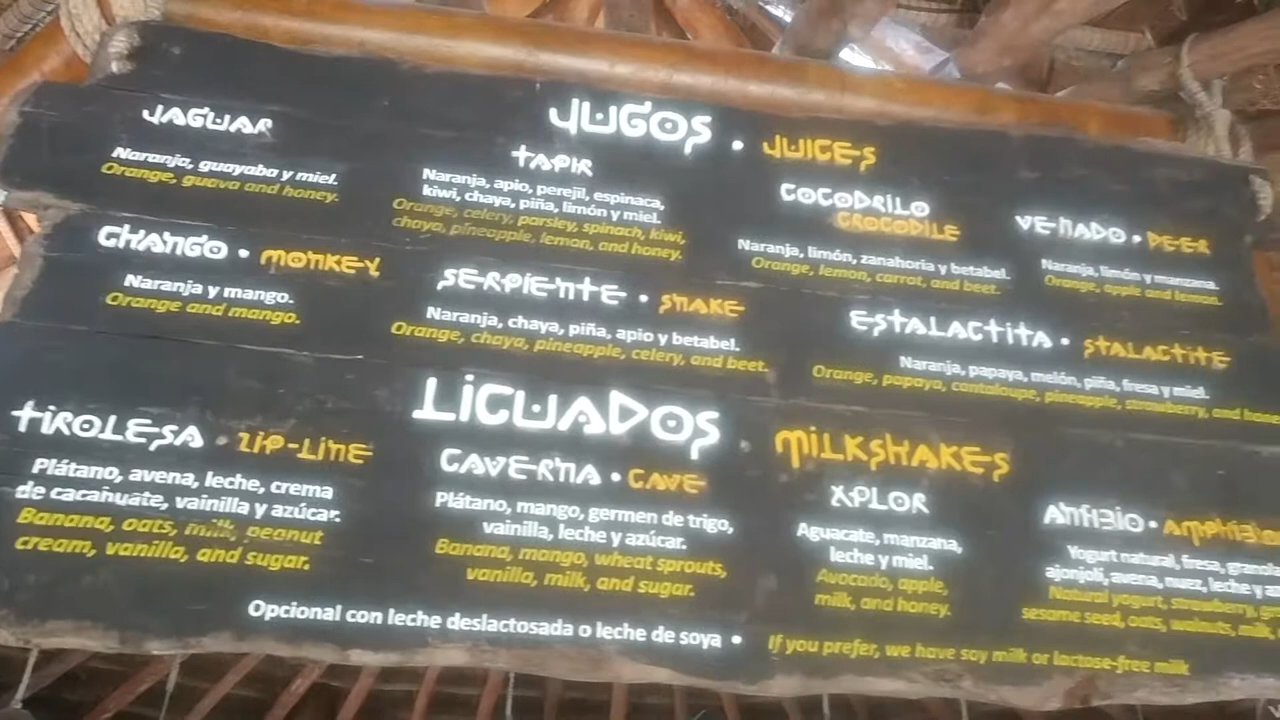 JUGOS • JUICES
JAGUAR
Naranja, guayaba y miel.
Orange, guava and honey.
TAPIR
Naranja, apio, perejil, espinaca,
kiwi, chaya, piña, limón y miel.
Orange, celery, parsley, spinach, kiwi,
chaya, pineapple, lemon, and honey.
COCODRILO
CROCODILE
Naranja, limón, zanahoria y betabel.
Orange, lemon, carrot, and beet.
VENADO • DEER
Naranja, limón y manzana.
Orange, apple and lemon.
CHANGO • MONKEY
Naranja y mango.
Orange and mango.
SERPIENTE • SNAKE
Naranja, chaya, piña, apio y betabel.
Orange, chaya, pineapple, celery, and beet.
ESTALACTITA • STALACTITE
Naranja, papaya, melón, piña, fresa y miel.
Orange, papaya, cantaloupe, pineapple, strawberry, and
LICUADOS • MILKSHAKES
TIROLESA • ZIP-LINE
Plátano, avena, leche, crema
de cacahuate, vainilla y azúcar.
Banana, oats, milk, peanut
cream, vanilla, and sugar.
CAVERNA • CAVE
Plátano, mango, germen de trigo,
vainilla, leche y azúcar.
Banana, mango, wheat sprouts,
vanilla, milk, and sugar.
XPLOR
Aguacate, manzana,
leche y miel.
Avocado, apple,
milk, and honey.
ANFIBIO •
Yogurt natural, fresa,
ajonjolí, avena, nuez, leche y
Natural yogurt, strawberry,
sesame seed, oats, walnuts, milk,
Opcional con leche deslactosada o leche de soya • If you prefer, we have soy milk or lactose-free milk